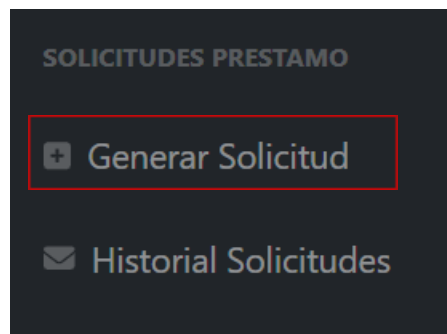 SOLICITUDES PRESTAMO
Generar Solicitud
Historial Solicitudes